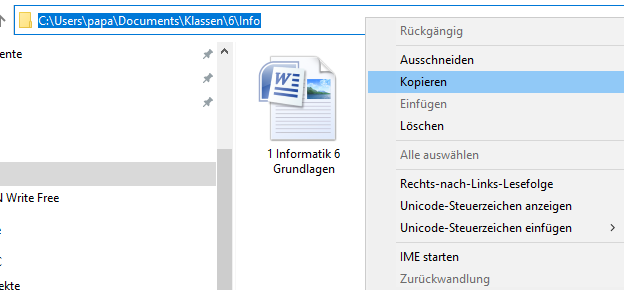 C:\Users\papa\Documents\Klassen\6\Info
Rückgängig
Ausschneiden
Kopieren
Einfügen
Löschen
Alle auswählen
Rechts-nach-Links-Lesefolge
Unicode-Steuerzeichen anzeigen
Unicode-Steuerzeichen einfügen
IME starten
Zurückwandlung
W
1 Informatik 6
Grundlagen
ente
N Write Free
ekte